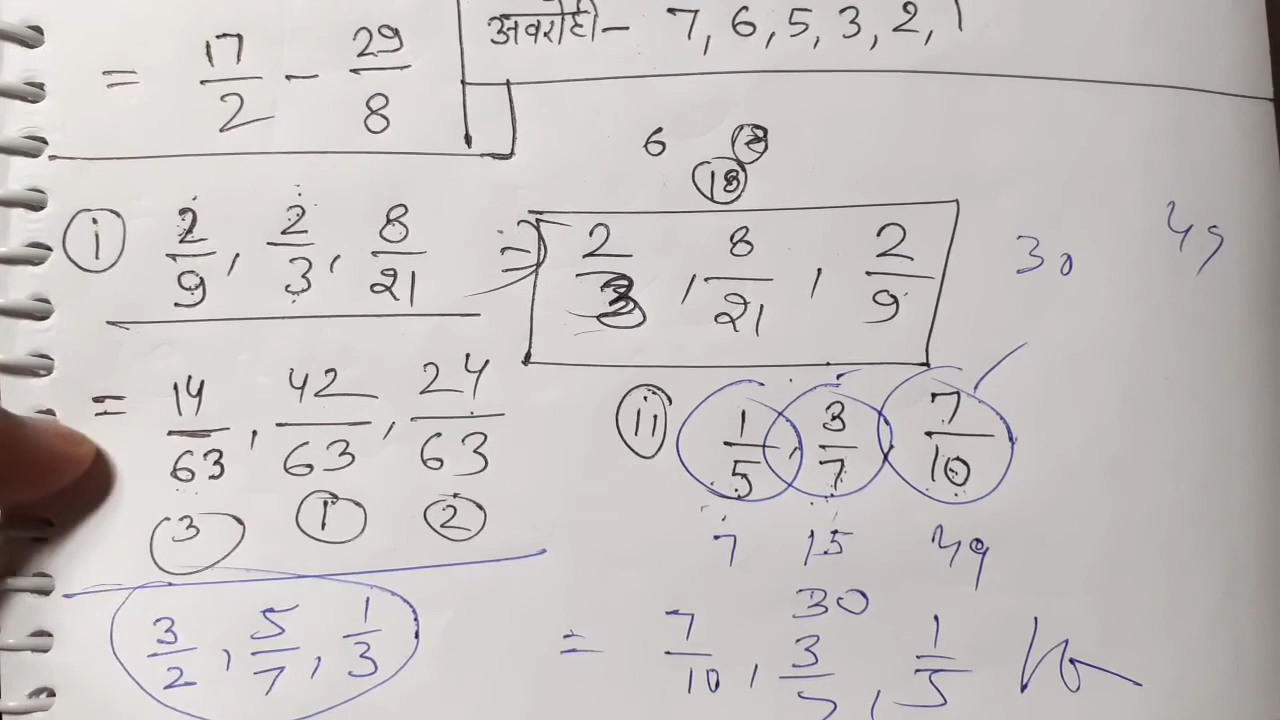 = 17/2 - 29/8
अवरोही - 7, 6, 5, 3, 2, 1
6
18
(i) 2/9, 2/3, 8/21 ⇒ 2/3, 8/21, 2/9
30 49
= 14/63, 42/63, 24/63
(3) (1) (2)
(ii) 1/5, 3/7, 7/10
7 15 49
30
3/2, 5/7, 1/3
= 7/10, 3/7, 1/5